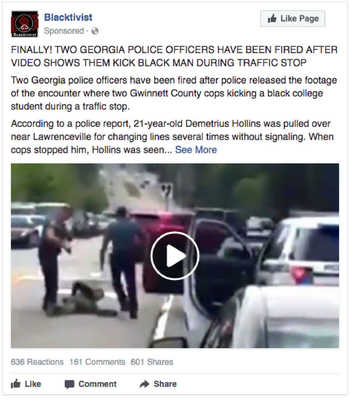 Blacktivist
Like Page
Sponsored ·
FINALLY! TWO GEORGIA POLICE OFFICERS HAVE BEEN FIRED AFTER
VIDEO SHOWS THEM KICK BLACK MAN DURING TRAFFIC STOP
Two Georgia police officers have been fired after police released the footage
of the encounter where two Gwinnett County cops kicking a black college
student during a traffic stop.
According to a police report, 21-year-old Demetrius Hollins was pulled over
near Lawrenceville for changing lines several times without signaling. When
cops stopped him, Hollins was seen... See More
636 Reactions 161 Comments 601 Shares
Like Comment Share